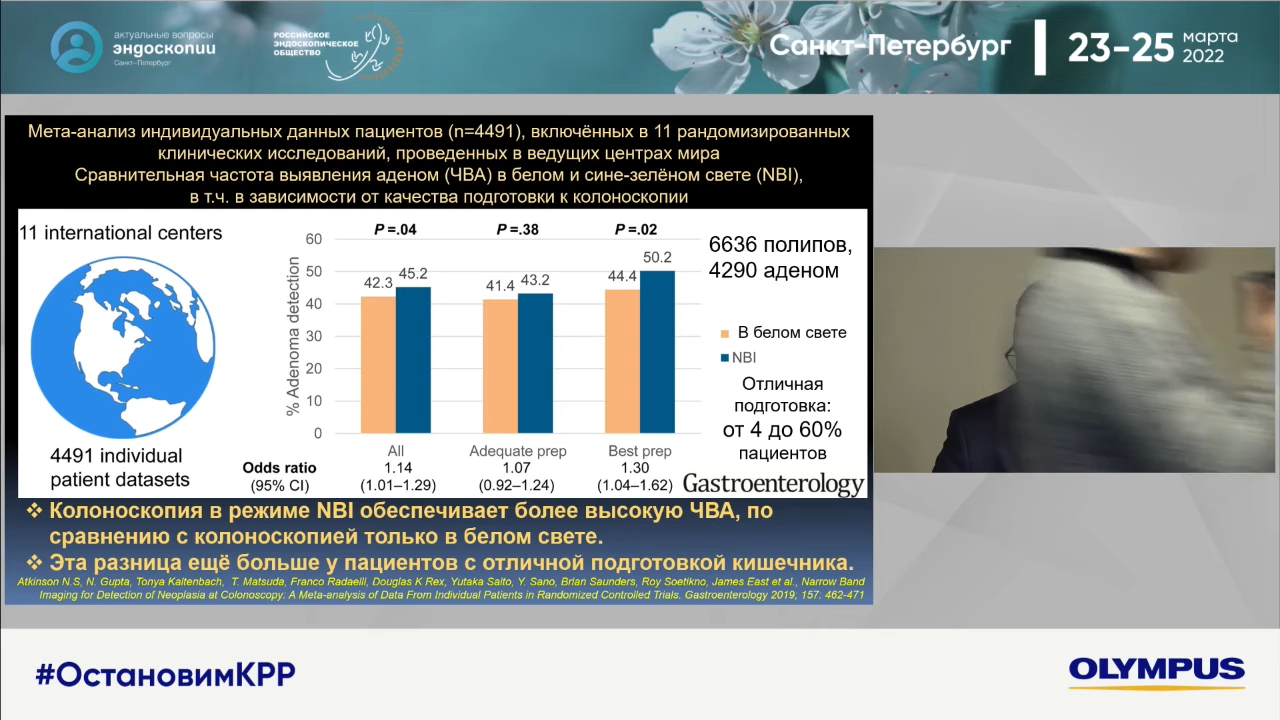 актуальные вопросы
эндоскопии
Санкт-Петербург
РОССИЙСКОЕ
ЭНДОСКОПИЧЕСКОЕ
ОБЩЕСТВО
Санкт-Петербург
23-25 марта
2022
Мета-анализ индивидуальных данных пациентов (n=4491), включённых в 11 рандомизированных
клинических исследований, проведенных в ведущих центрах мира
Сравнительная частота выявления аденом (ЧВА) в белом и сине-зелёном свете (NBI),
в т.ч. в зависимости от качества подготовки к колоноскопии
11 international centers
4491 individual
patient datasets
% Adenoma detection
60
50
40
30
20
10
0
P =.04
P =.38
P =.02
42.3
45.2
41.4
43.2
44.4
50.2
All
Adequate prep
Best prep
Odds ratio
1.14
1.07
1.30
(95% CI)
(1.01–1.29)
(0.92–1.24)
(1.04–1.62)
6636 полипов,
4290 аденом
В белом свете
NBI
Отличная
подготовка:
от 4 до 60%
пациентов
Gastroenterology
❖ Колоноскопия в режиме NBI обеспечивает более высокую ЧВА, по
сравнению с колоноскопией только в белом свете.
❖ Эта разница ещё больше у пациентов с отличной подготовкой кишечника.
Atkinson N.S, N. Gupta, Tonya Kaltenbach, T. Matsuda, Franco Radaelli, Douglas K Rex, Yutaka Saito, Y. Sano, Brian Saunders, Roy Soetikno, James East et al., Narrow Band
Imaging for Detection of Neoplasia at Colonoscopy. A Meta-analysis of Data From Individual Patients in Randomized Controlled Trials. Gastroenterology 2019; 157. 462-471
#ОстановимКРР
OLYMPUS